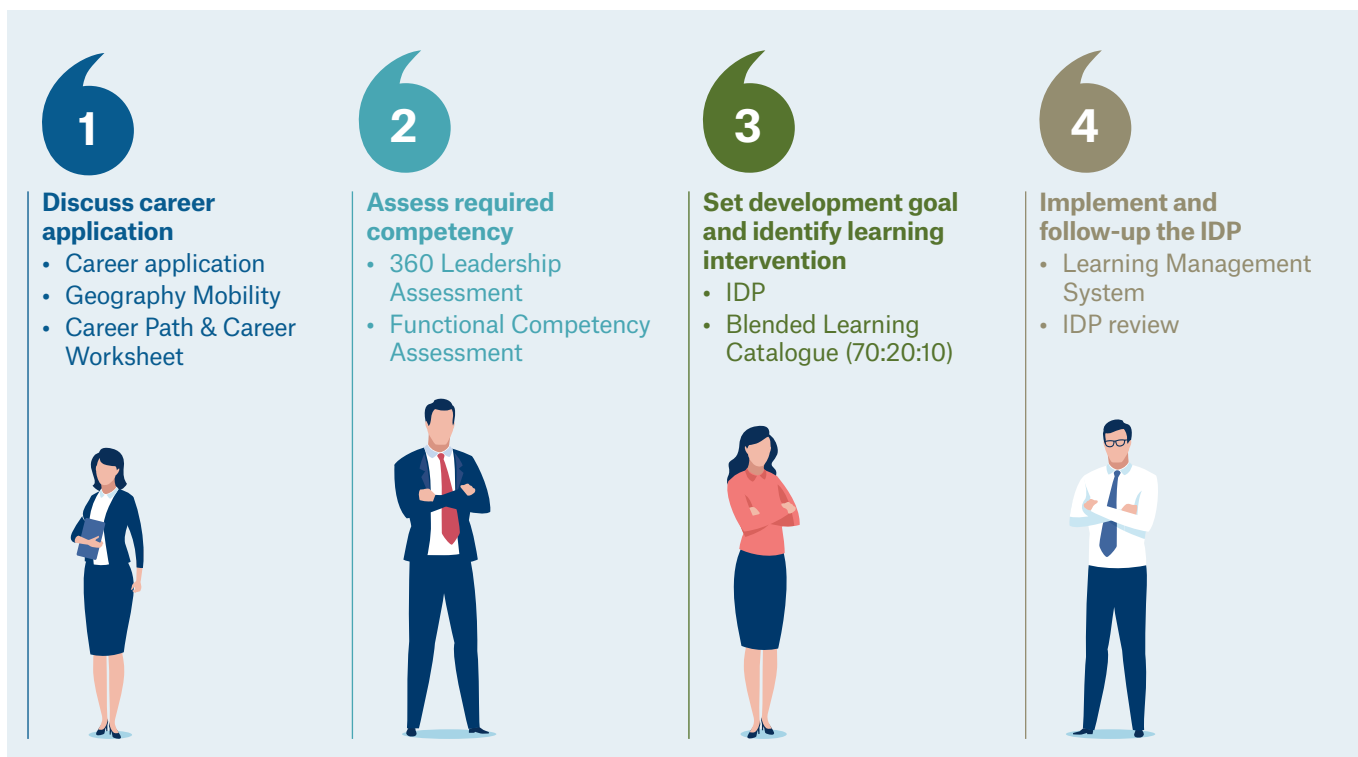 1
Discuss career
application
• Career application
• Geography Mobility
• Career Path & Career
Worksheet
2
Assess required
competency
• 360 Leadership
Assessment
• Functional Competency
Assessment
3
Set development goal
and identify learning
intervention
• IDP
• Blended Learning
Catalogue (70:20:10)
4
Implement and
follow-up the IDP
• Learning Management
System
• IDP review